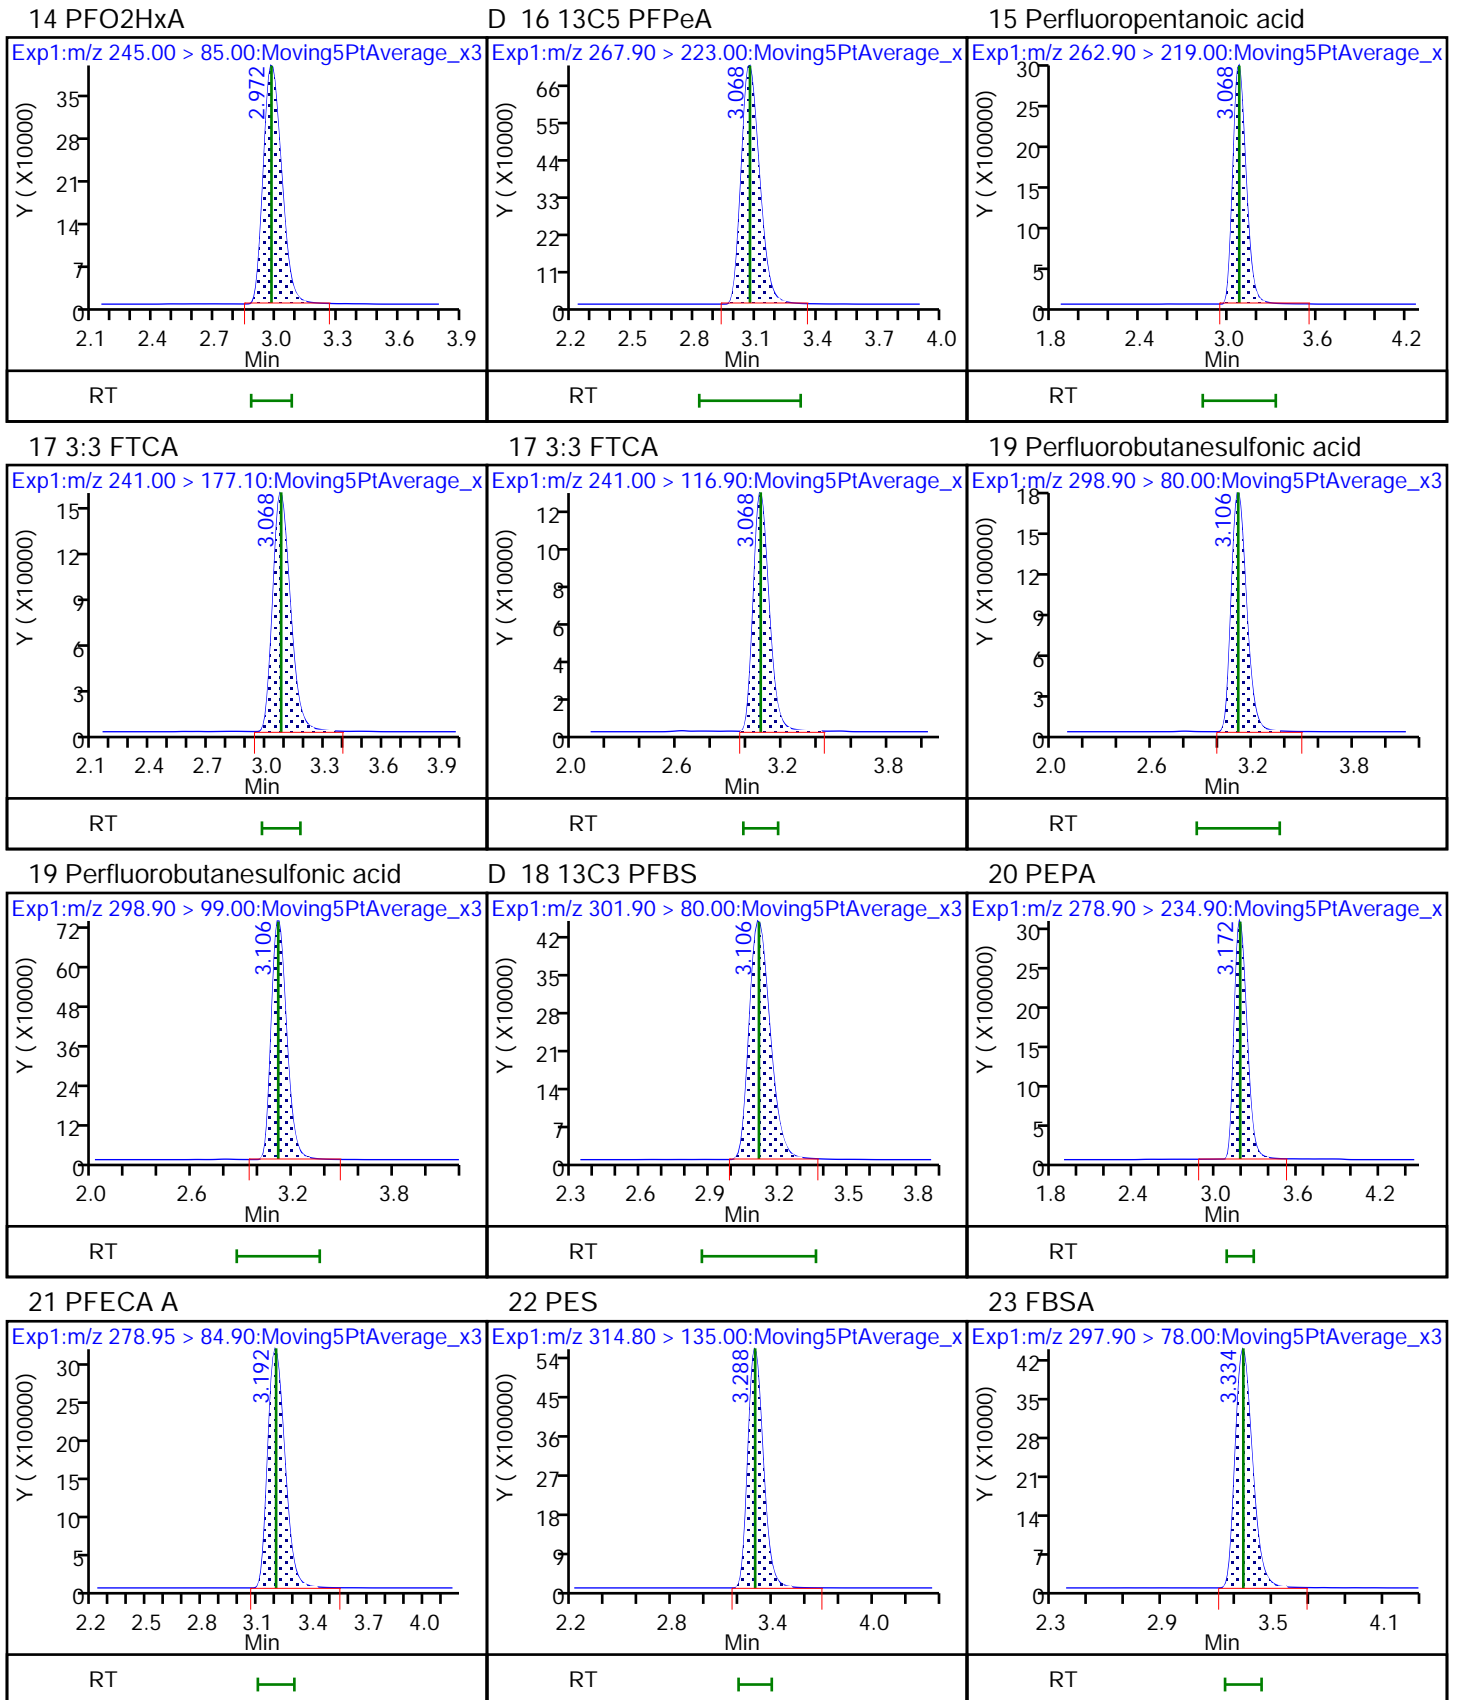 14 PFO2HxA
Exp1:m/z 245.00 > 85.00:Moving5PtAverage_x3
2.972
Y ( X100000)
35
28
21
14
7
0
2.1 2.4 2.7 3.0 3.3 3.6 3.9
Min
RT
D 16 13C5 PFPeA
Exp1:m/z 267.90 > 223.00:Moving5PtAverage_x
3.068
Y ( X100000)
66
55
44
33
22
11
0
2.2 2.5 2.8 3.1 3.4 3.7 4.0
Min
RT
15 Perfluoropentanoic acid
Exp1:m/z 262.90 > 219.00:Moving5PtAverage_x
3.068
Y ( X100000)
30
25
20
15
10
5
0
1.8 2.4 3.0 3.6 4.2
Min
RT
17 3:3 FTCA
Exp1:m/z 241.00 > 177.10:Moving5PtAverage_x
3.068
Y ( X10000)
15
12
9
6
3
0
2.1 2.4 2.7 3.0 3.3 3.6 3.9
Min
RT
17 3:3 FTCA
Exp1:m/z 241.00 > 116.90:Moving5PtAverage_x
3.068
Y ( X10000)
12
10
8
6
4
2
0
2.0 2.6 3.2 3.8
Min
RT
19 Perfluorobutanesulfonic acid
Exp1:m/z 298.90 > 80.00:Moving5PtAverage_x3
3.106
Y ( X100000)
18
15
12
9
6
3
0
2.0 2.6 3.2 3.8
Min
RT
19 Perfluorobutanesulfonic acid
Exp1:m/z 298.90 > 99.00:Moving5PtAverage_x3
3.106
Y ( X10000)
72
60
48
36
24
12
0
2.0 2.6 3.2 3.8
Min
RT
D 18 13C3 PFBS
Exp1:m/z 301.90 > 80.00:Moving5PtAverage_x3
3.106
Y ( X100000)
42
35
28
21
14
7
0
2.3 2.6 2.9 3.2 3.5 3.8
Min
RT
20 PEPA
Exp1:m/z 278.90 > 234.90:Moving5PtAverage_x
3.172
Y ( X100000)
30
25
20
15
10
5
0
1.8 2.4 3.0 3.6 4.2
Min
RT
21 PFECA A
Exp1:m/z 278.95 > 84.90:Moving5PtAverage_x3
3.192
Y ( X100000)
30
25
20
15
10
5
0
2.2 2.5 2.8 3.1 3.4 3.7 4.0
Min
RT
22 PES
Exp1:m/z 314.80 > 135.00:Moving5PtAverage_x
3.288
Y ( X100000)
54
45
36
27
18
9
0
2.2 2.8 3.4 4.0
Min
RT
23 FBSA
Exp1:m/z 297.90 > 78.00:Moving5PtAverage_x3
3.334
Y ( X100000)
42
35
28
21
14
7
0
2.3 2.9 3.5 4.1
Min
RT